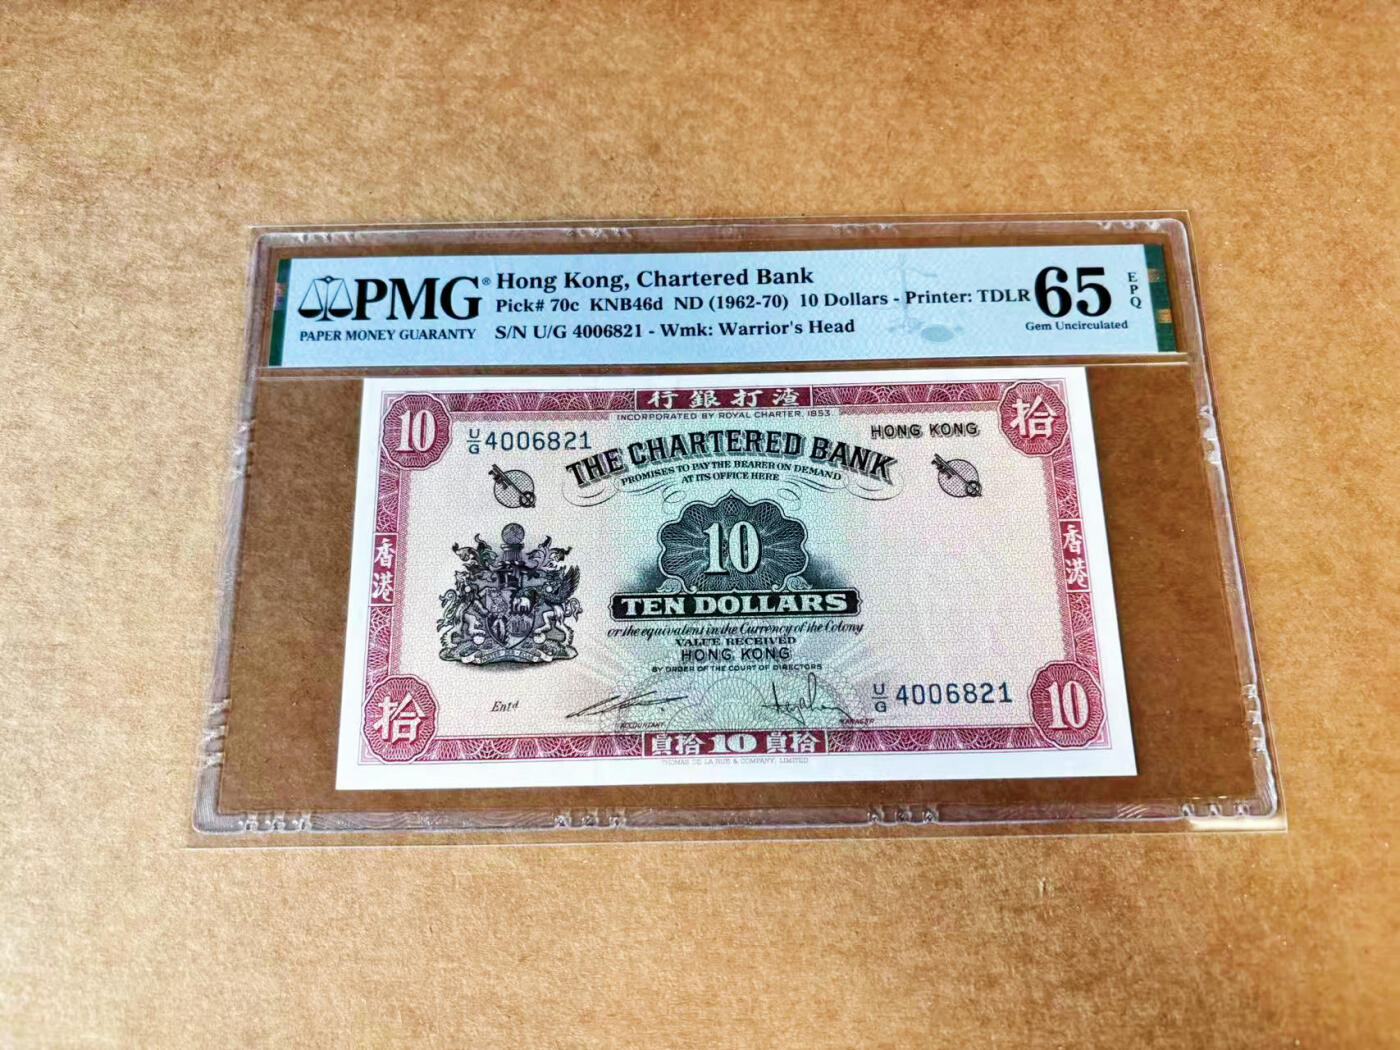 PMG®
PAPER MONEY GUARANTY
Hong Kong, Chartered Bank
Pick# 70c KNB46d ND (1962-70) 10 Dollars - Printer: TDLR
S/N U/G 4006821 - Wmk: Warrior's Head
65
EPQ
Gem Uncirculated
行銀打渣
INCORPORATED BY ROYAL CHARTER, 1853.
10
拾
U/G 4006821
HONG KONG
THE CHARTERED BANK
PROMISES TO PAY THE BEARER ON DEMAND
AT ITS OFFICE HERE
10
香港
香港
TEN DOLLARS
or the equivalent in the Currency of the Colony
VALUE RECEIVED
HONG KONG
BY ORDER OF THE COURT OF DIRECTORS
U/G 4006821
Entd
ACCOUNTANT
MANAGER
拾
10
員拾 10 員拾
THOMAS DE LA RUE & COMPANY, LIMITED